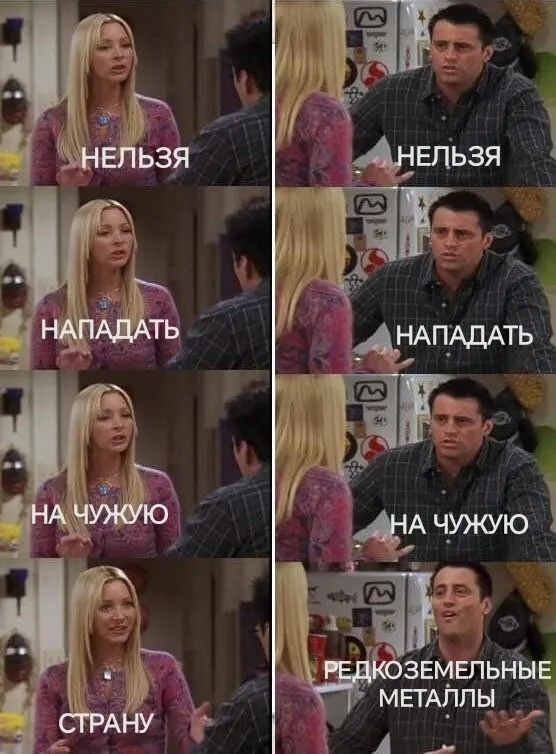 НЕЛЬЗЯ
НЕЛЬЗЯ
НАПАДАТЬ
НАПАДАТЬ
НА ЧУЖУЮ
НА ЧУЖУЮ
СТРАНУ
РЕДКОЗЕМЕЛЬНЫЕ
МЕТАЛЛЫ